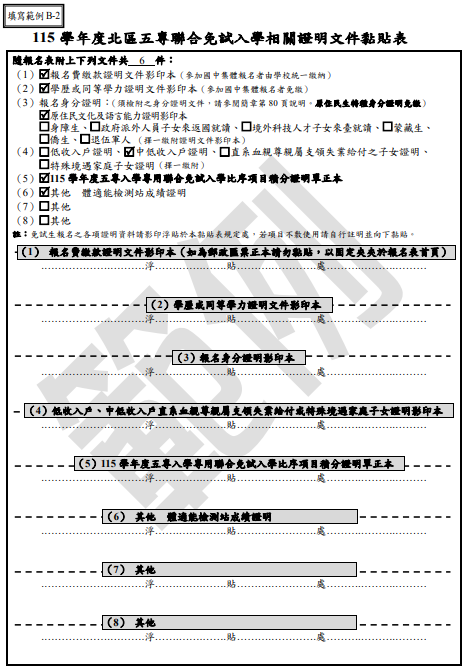 填寫範例 B-2
115 學年度北區五專聯合免試入學相關證明文件黏貼表
隨報名表附上下列文件共 6 件：
（1）☑報名費繳款證明文件影印本（參加國中集體報名者由學校統一繳納）
（2）☑學歷或同等學力證明文件影印本（參加國中集體報名者免繳）
（3）報名身分證明：（須檢附之身分證明文件，請參閱簡章第 80 頁說明。原住民生特種身分證明免繳）
☑原住民文化及語言能力證明影印本
□身障生、□政府派外人員子女來返國就讀、□境外科技人才子女來臺就讀、□蒙藏生、
□僑生、□退伍軍人（擇一繳附證明文件影印本）
（4）□低收入戶證明、☑中低收入戶證明、□直系血親尊親屬支領失業給付之子女證明、
□特殊境遇家庭子女證明（擇一繳附）
（5）☑115 學年度五專入學專用聯合免試入學比序項目積分證明單正本
（6）☑其他 體適能檢測站成績證明
（7）□其他
（8）□其他
註：免試生報名之各項證明資料請影印浮貼於本黏貼表規定處，若項目不敷使用請自行註明並向下黏貼。
（1） 報名費繳款證明文件影印本（如為郵政匯票正本請勿黏貼，以迴紋夾夾於報名表首頁）
…………………………浮…………………貼…………………處…………………………
（2）學歷或同等學力證明文件影印本
…………………………浮…………………貼…………………處…………………………
（3）報名身分證明影印本
…………………………浮…………………貼…………………處…………………………
（4）低收入戶、中低收入戶直系血親尊親屬支領失業給付或特殊境遇家庭子女證明影印本
…………………………浮…………………貼…………………處…………………………
（5）115 學年度五專入學專用聯合免試入學比序項目積分證明單正本
…………………………浮…………………貼…………………處…………………………
（6） 其他 體適能檢測站成績證明
…………………………浮…………………貼…………………處…………………………
（7） 其他
…………………………浮…………………貼…………………處…………………………
（8） 其他
…………………………浮…………………貼…………………處…………………………
範例